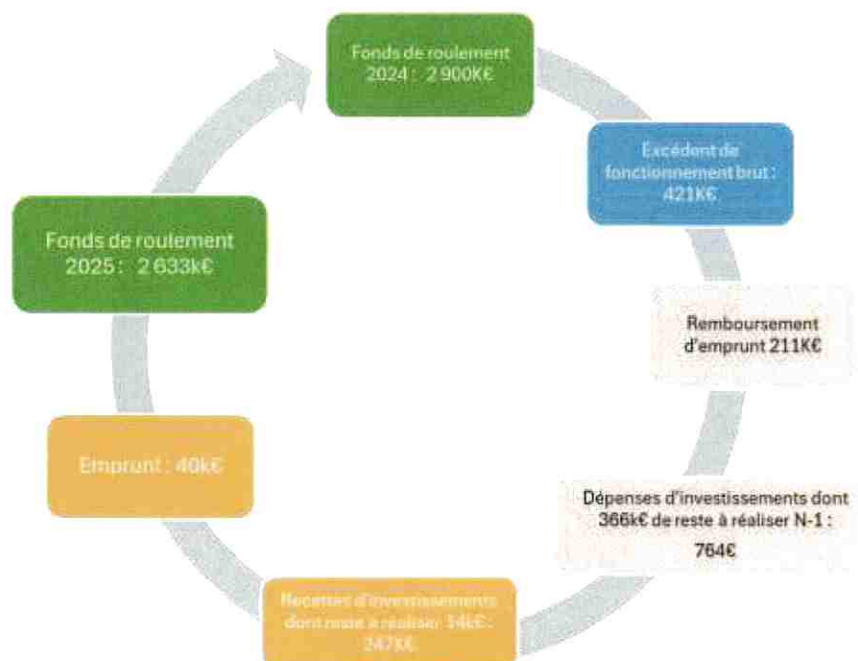 Fonds de roulement
2024 : 2 900K€
Excédent de
fonctionnement brut :
421K€
Remboursement
d'emprunt 211K€
Dépenses d'investissements dont
366k€ de reste à réaliser N-1 :
764€
Recettes d'investissements
dont reste à réaliser 14k€ :
247k€
Emprunt : 40k€
Fonds de roulement
2025 : 2 633k€